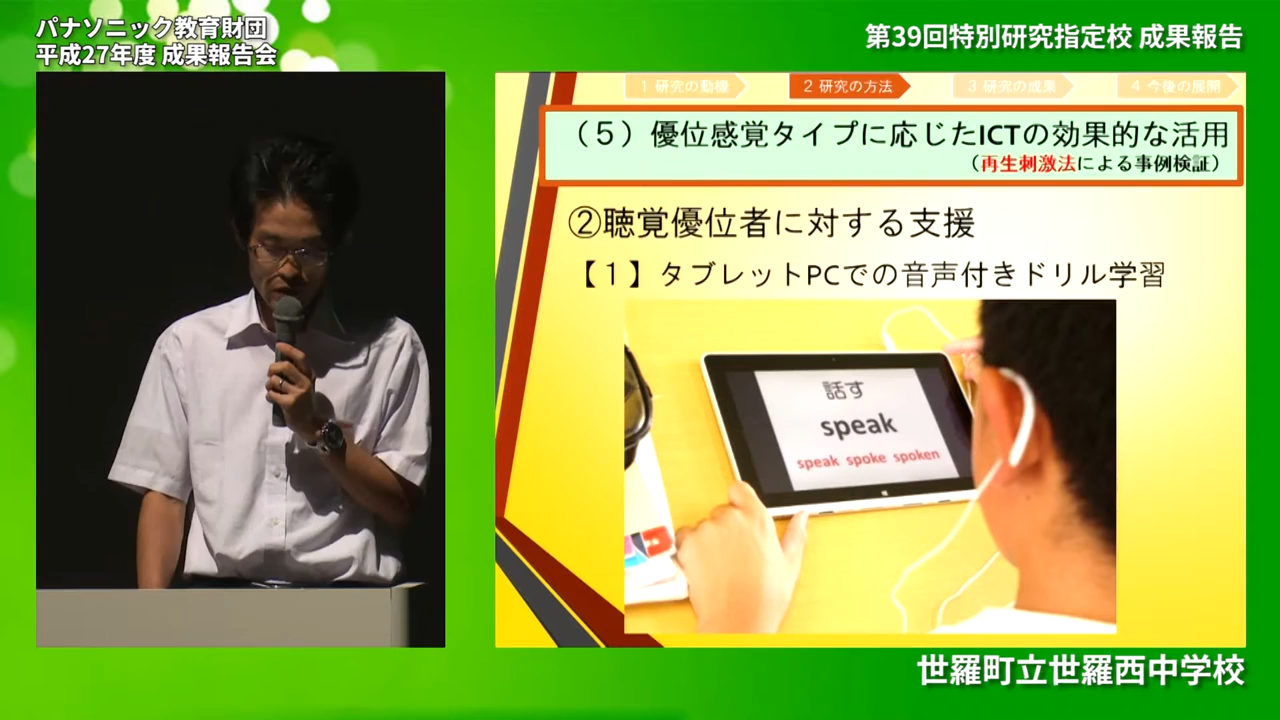 パナソニック教育財団
平成27年度 成果報告会
第39回特別研究指定校 成果報告
1 研究の動機
2 研究の方法
3 研究の成果
4 今後の展開
（５）優位感覚タイプに応じたICTの効果的な活用
（再生刺激法による事例検証）
②聴覚優位者に対する支援
【１】タブレットPCでの音声付きドリル学習
話す
speak
speak spoke spoken
世羅町立世羅西中学校